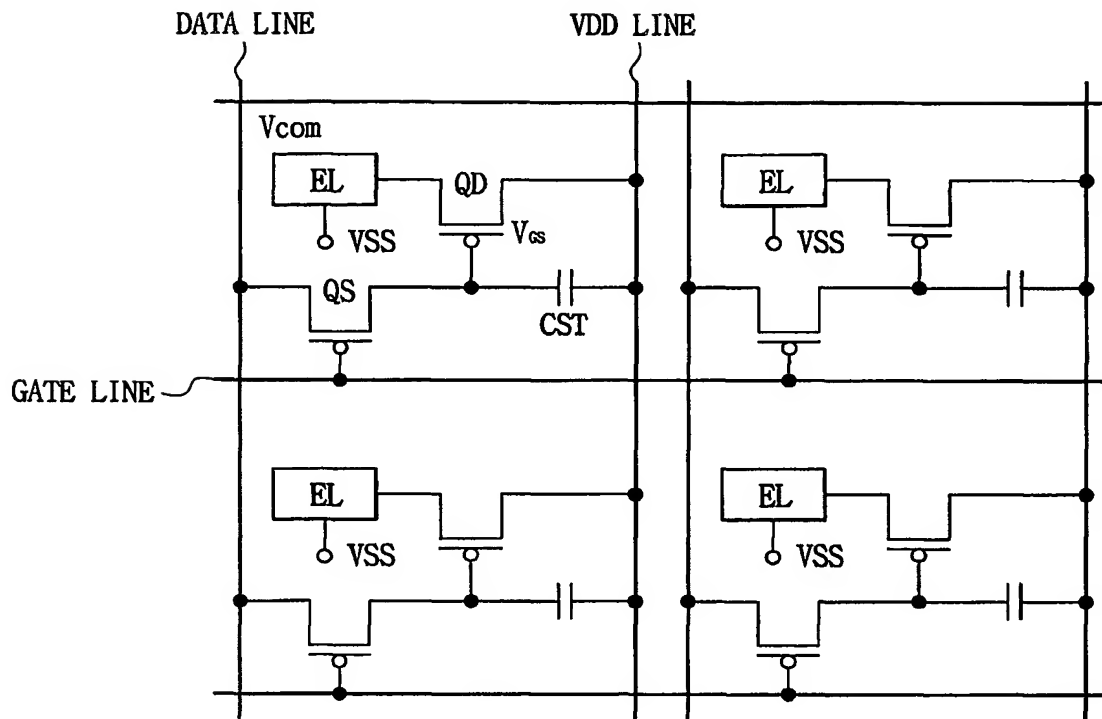 DATA LINE VDD LINE
Vcom
EL QD EL
VSS VGS VSS
QS
CST
GATE LINE
EL EL
VSS VSS